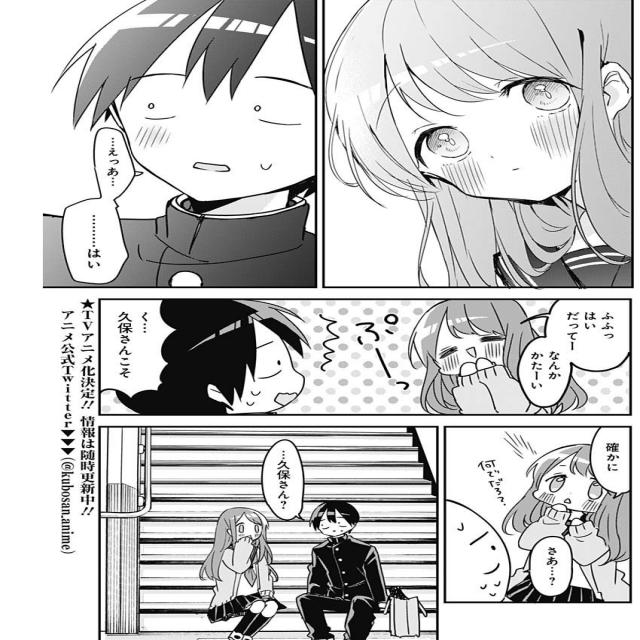 …えっあ…
………はい
ふふっ
はい
だってー
なんか
かたーい
ぷーっ
く…
久保さんこそ
確かに
何でだろ?
さあ…?
…久保さん?
★TVアニメ化決定!! 情報は随時更新中!!
アニメ公式Twitter▼▼▼(@kubosan.anime)